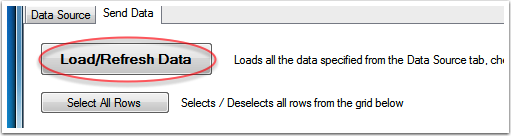 Data Source Send Data
Load/Refresh Data Loads all the data specified from the Data Source tab,
Select All Rows Selects / Deselects all rows from the grid below